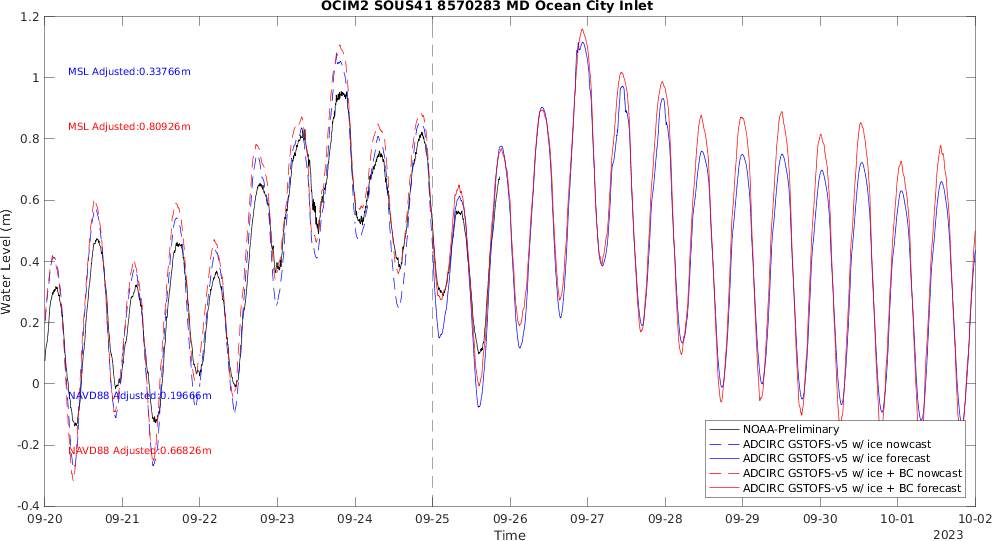 OCIM2 SOUS41 8570283 MD Ocean City Inlet
1.2
1
0.8
0.6
0.4
0.2
0
-0.2
-0.4
Water Level (m)
MSL Adjusted:0.33766m
MSL Adjusted:0.80926m
NAVD88 Adjusted:0.19666m
NAVD88 Adjusted:0.66826m
NOAA-Preliminary
ADCIRC GSTOFS-v5 w/ ice nowcast
ADCIRC GSTOFS-v5 w/ ice forecast
ADCIRC GSTOFS-v5 w/ ice + BC nowcast
ADCIRC GSTOFS-v5 w/ ice + BC forecast
09-20 09-21 09-22 09-23 09-24 09-25 09-26 09-27 09-28 09-29 09-30 10-01 10-02
Time
2023